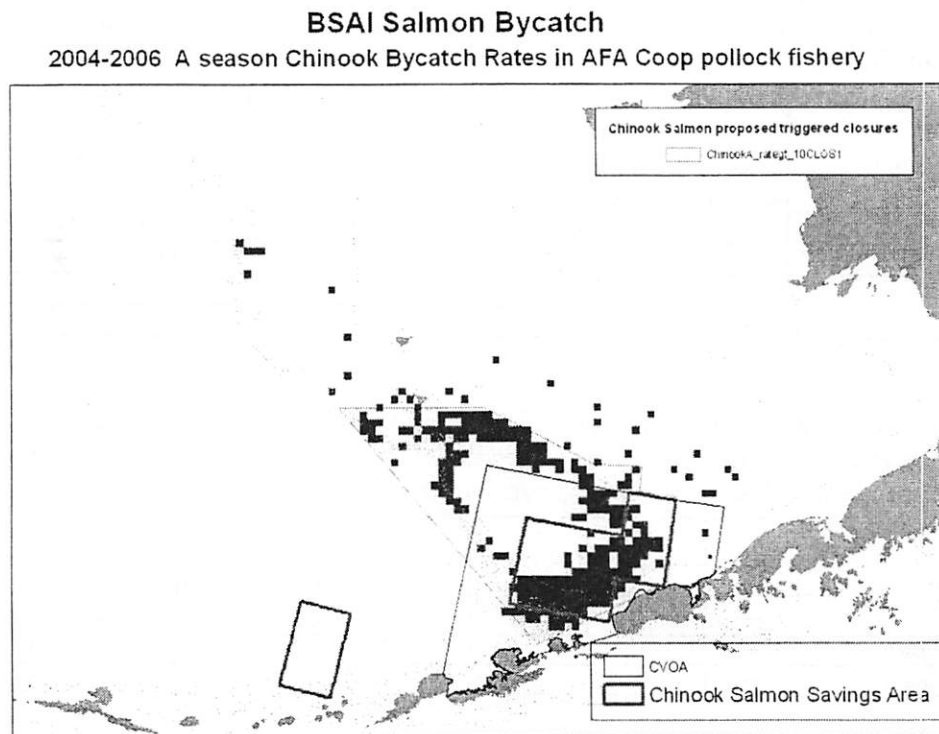 BSAI Salmon Bycatch
2004-2006 A season Chinook Bycatch Rates in AFA Coop pollock fishery
Chinook Salmon proposed triggered closures
ChinookA_rategt_10CLOS1
CVOA
Chinook Salmon Savings Area